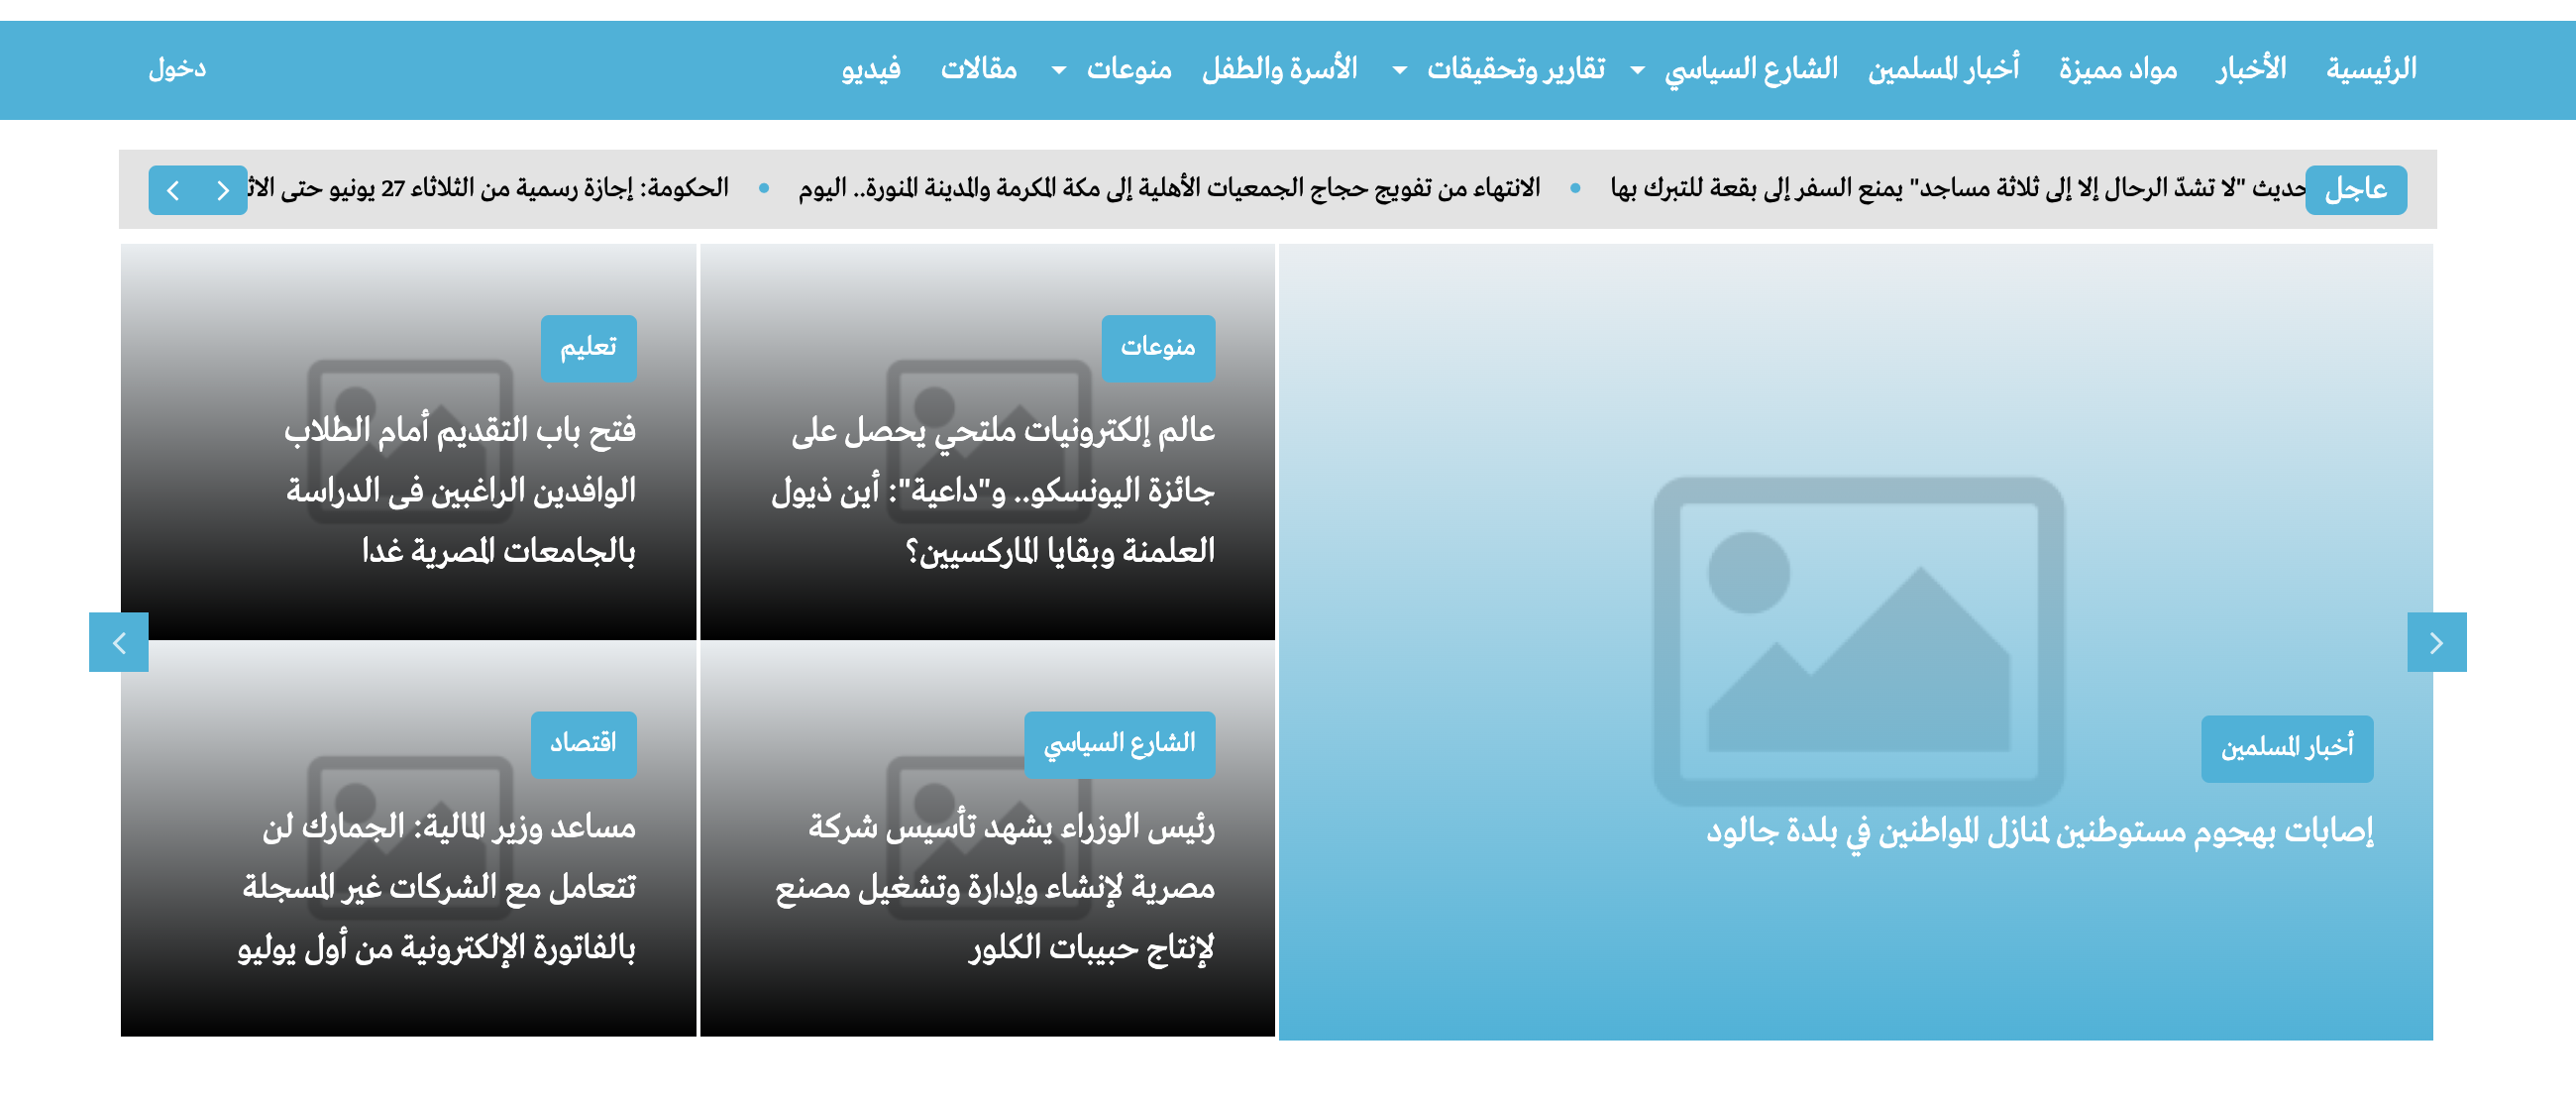 الرئيسية الأخبار مواد مميزة أخبار المسلمين الشارع السياسي تقارير وتحقيقات الأسرة والطفل منوعات مقالات فيديو دخول
عاجل حديث "لا تشدّ الرحال إلا إلى ثلاثة مساجد" يمنع السفر إلى بقعة للتبرك بها • الانتهاء من تفويج حجاج الجمعيات الأهلية إلى مكة المكرمة والمدينة المنورة.. اليوم • الحكومة: إجازة رسمية من الثلاثاء 27 يونيو حتى
أخبار المسلمين
إصابات بهجوم مستوطنين لمنازل المواطنين في بلدة جالود
منوعات
عالم إلكترونيات ملتحي يحصل على
جائزة اليونسكو.. و"داعية": أين ذيول
العلمنة وبقايا الماركسيين؟
تعليم
فتح باب التقديم أمام الطلاب
الوافدين الراغبين فى الدراسة
بالجامعات المصرية غدا
الشارع السياسي
رئيس الوزراء يشهد تأسيس شركة
مصرية لإنشاء وإدارة وتشغيل مصنع
لإنتاج حبيبات الكلور
اقتصاد
مساعد وزير المالية: الجمارك لن
تتعامل مع الشركات غير المسجلة
بالفاتورة الإلكترونية من أول يوليو